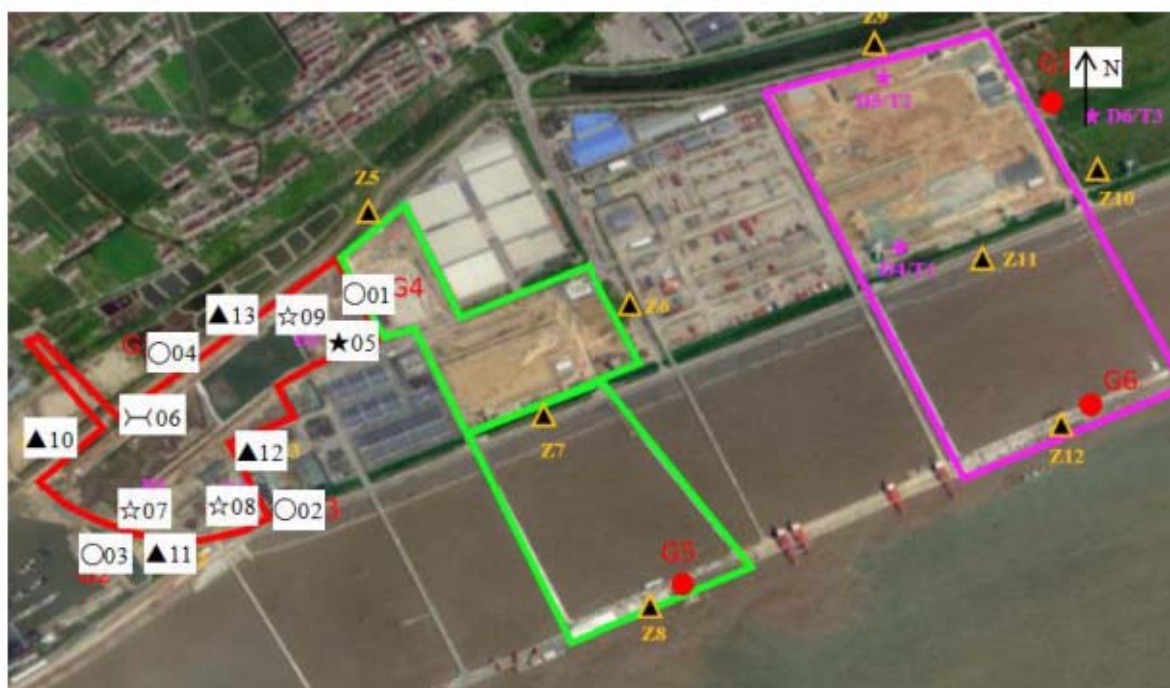 Z9
N
D5/T2
D6/T3
Z10
Z5
Z11
D4/T1
○01
G4
Z6
▲13
☆09
★05
○04
06
G6
▲10
▲12
Z7
Z12
☆07
☆08
○02
○03
▲11
G5
Z8